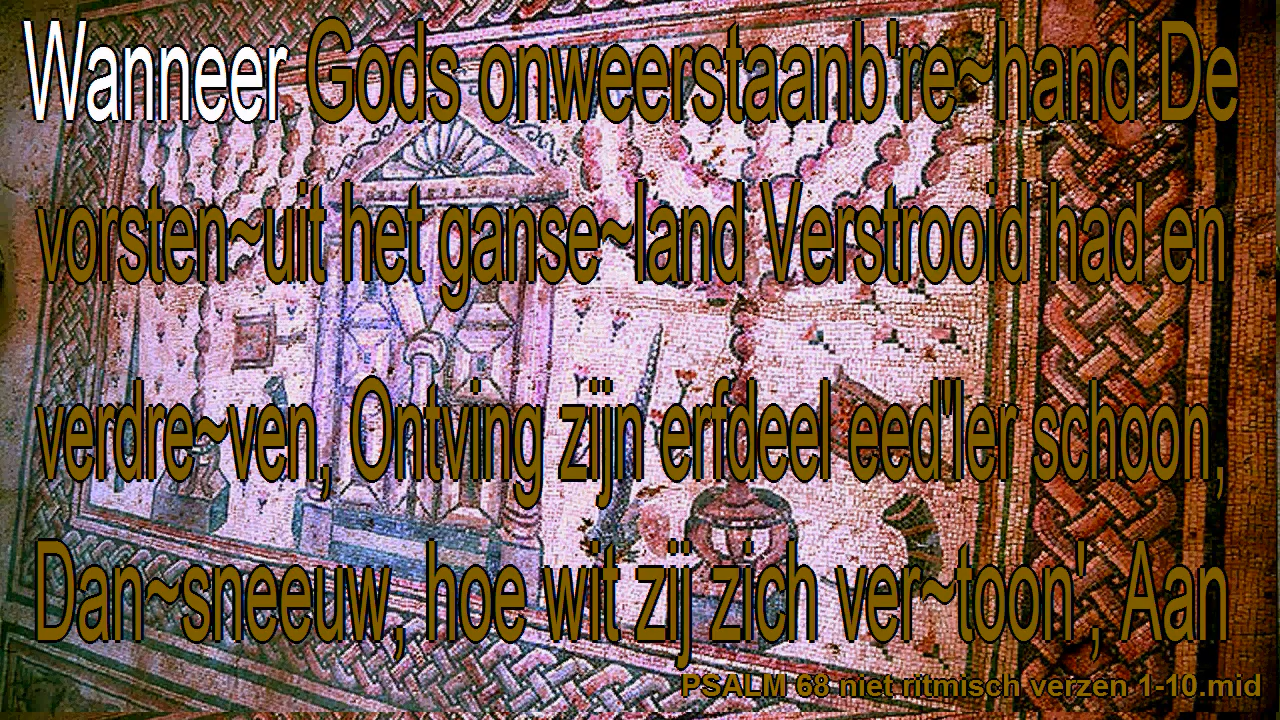 Wanneer Gods onweerstaanb're~hand De
vorsten~uit het ganse~land Verstrooid had en
verdre~ven, Ontving zijn erfdeel eed'ler schoon,
Dan~sneeuw, hoe wit zij zich ver~toon', Aan
PSALM 68 niet ritmisch verzen 1-10.mid